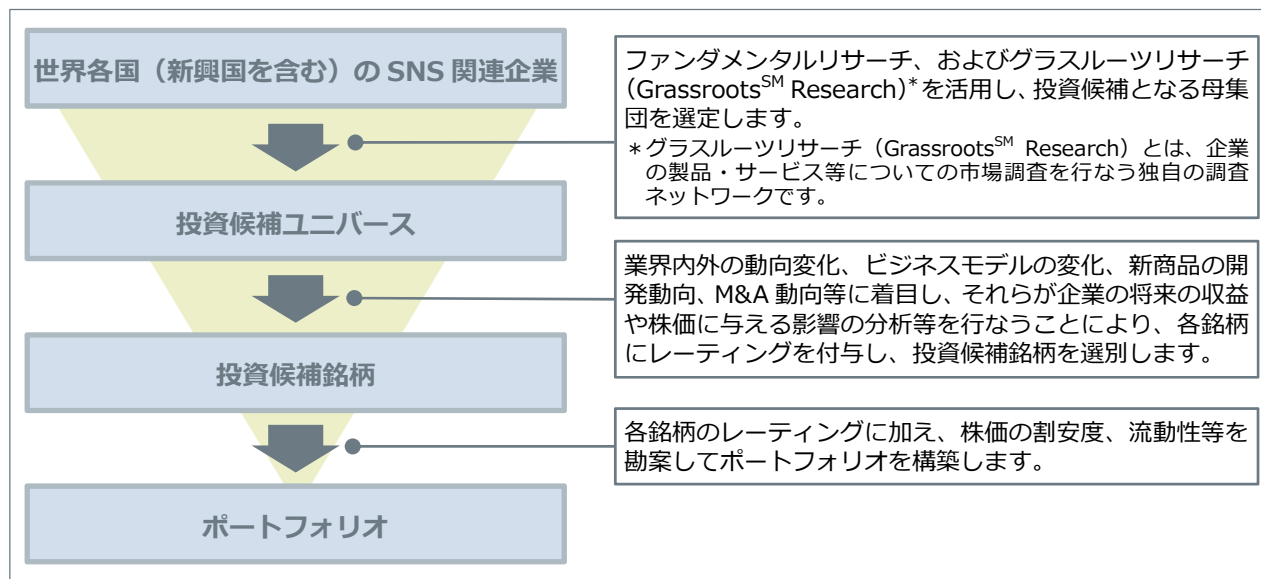 世界各国（新興国を含む）の SNS 関連企業
ファンダメンタルリサーチ、およびグラスルーツリサーチ
（Grassroots℠ Research）*を活用し、投資候補となる母集
団を選定します。
＊グラスルーツリサーチ（Grassroots℠ Research）とは、企業
の製品・サービス等についての市場調査を行なう独自の調査
ネットワークです。
投資候補ユニバース
業界内外の動向変化、ビジネスモデルの変化、新商品の開
発動向、M&A 動向等に着目し、それらが企業の将来の収益
や株価に与える影響の分析等を行なうことにより、各銘柄
にレーティングを付与し、投資候補銘柄を選別します。
投資候補銘柄
各銘柄のレーティングに加え、株価の割安度、流動性等を
勘案してポートフォリオを構築します。
ポートフォリオ